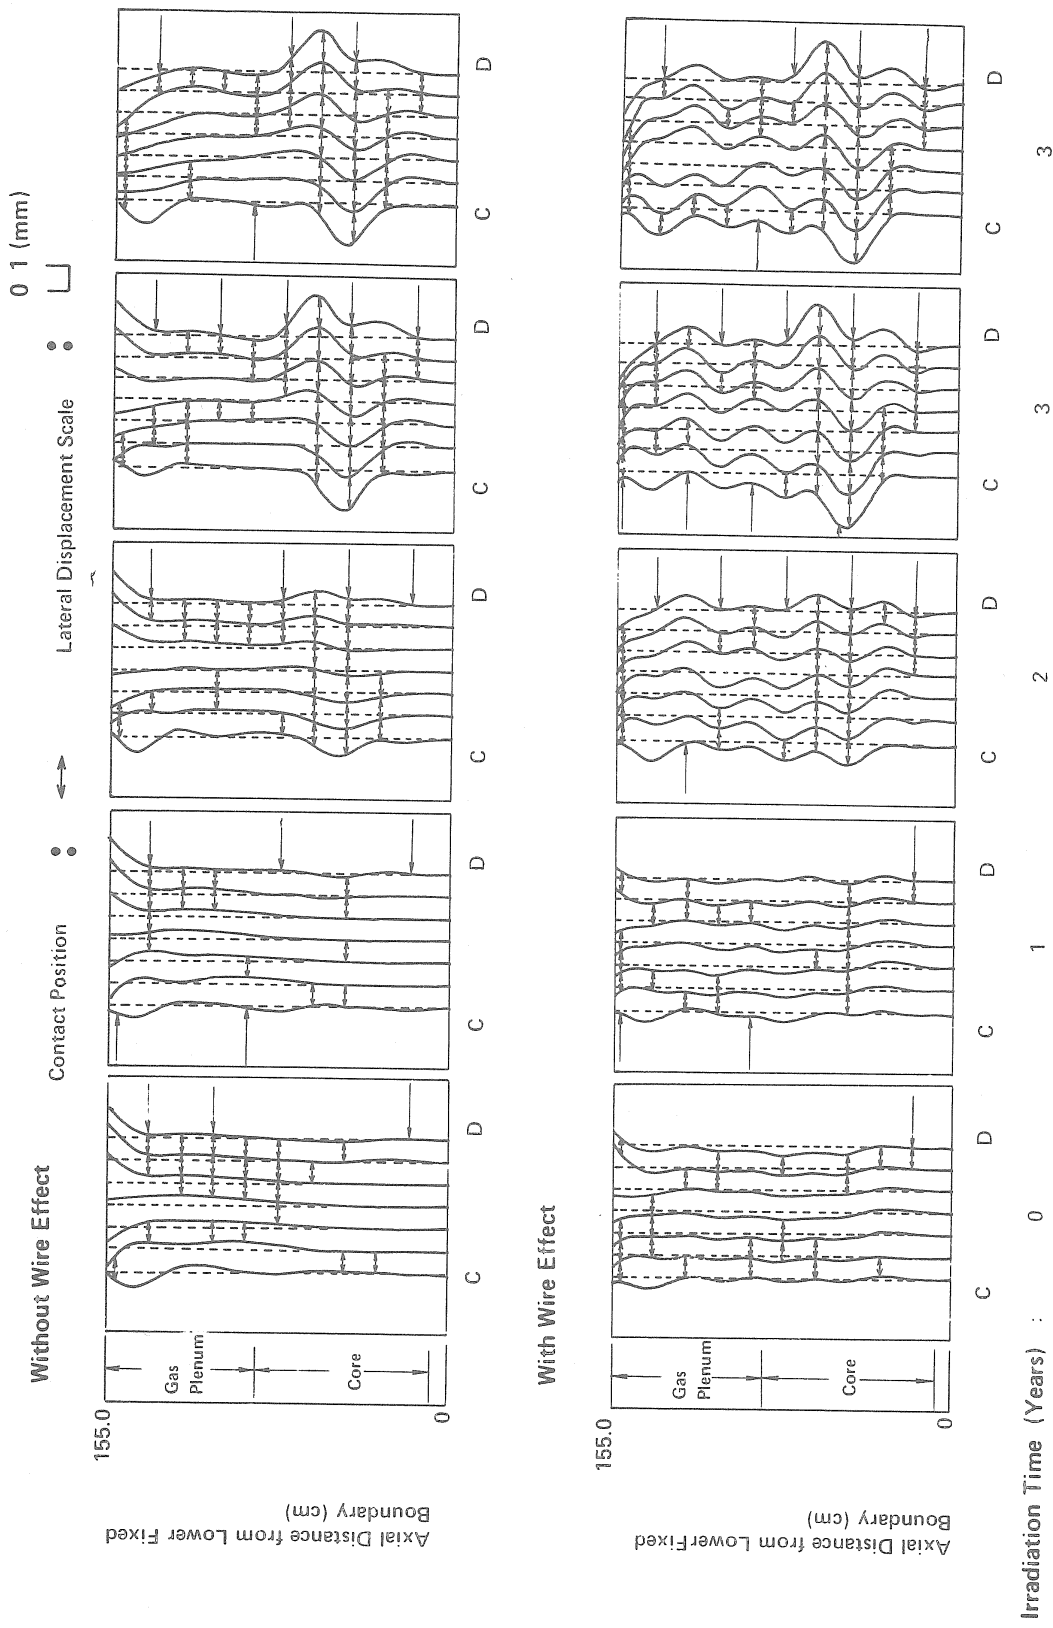 0 1 (mm)
Contact Position : ↔ Lateral Displacement Scale :
Without Wire Effect
155.0
0
Axial Distance from Lower Fixed
Boundary (cm)
Gas
Plenum
Core
C D
C D
C D
C D
C D
With Wire Effect
155.0
0
Axial Distance from Lower Fixed
Boundary (cm)
Gas
Plenum
Core
C D
C D
C D
C D
C D
Irradiation Time (Years) : 0 1 2 3 3